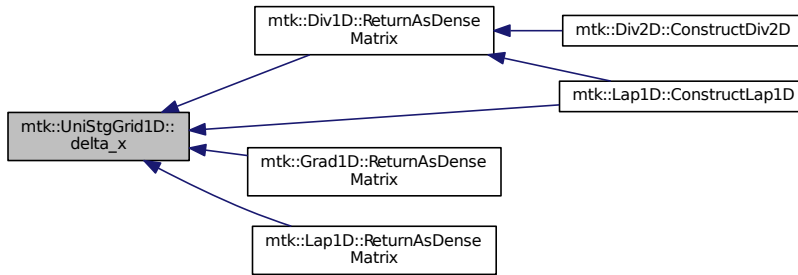 mtk::UniStgGrid1D::
delta_x
mtk::Div1D::ReturnAsDense
Matrix
mtk::Div2D::ConstructDiv2D
mtk::Lap1D::ConstructLap1D
mtk::Grad1D::ReturnAsDense
Matrix
mtk::Lap1D::ReturnAsDense
Matrix